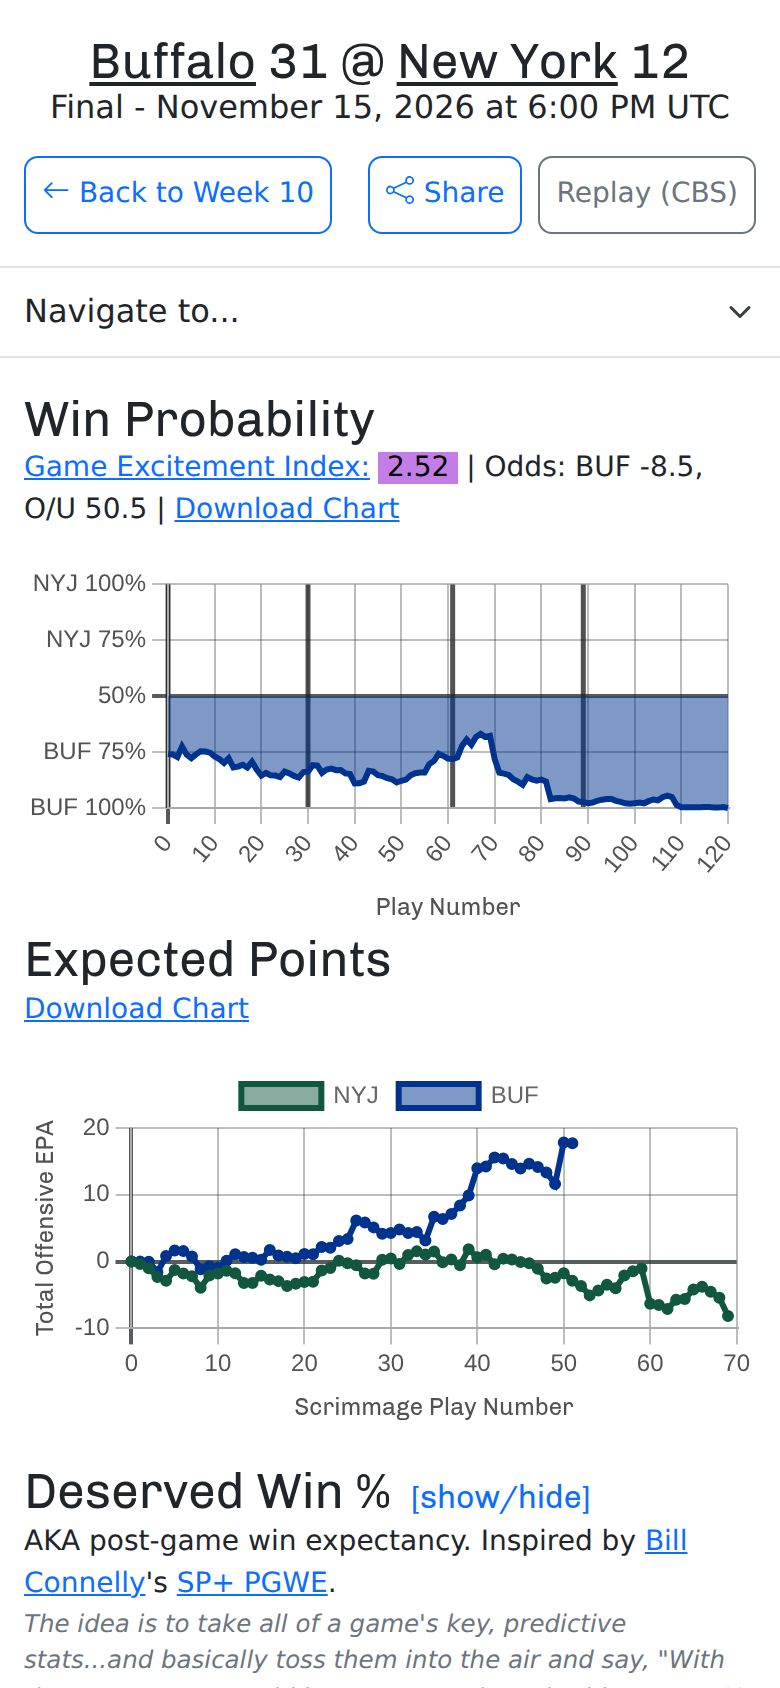 Buffalo 31 @ New York 12
Final - November 15, 2026 at 6:00 PM UTC
← Back to Week 10
Share
Replay (CBS)
Navigate to...
Win Probability
Game Excitement Index: 2.52 | Odds: BUF -8.5,
O/U 50.5 | Download Chart
NYJ 100%
NYJ 75%
50%
BUF 75%
BUF 100%
0 10 20 30 40 50 60 70 80 90 100 110 120
Play Number
Expected Points
Download Chart
NYJ BUF
Total Offensive EPA
20
10
0
-10
0 10 20 30 40 50 60 70
Scrimmage Play Number
Deserved Win % [show/hide]
AKA post-game win expectancy. Inspired by Bill
Connelly's SP+ PGWE.
The idea is to take all of a game's key, predictive
stats...and basically toss them into the air and say, "With